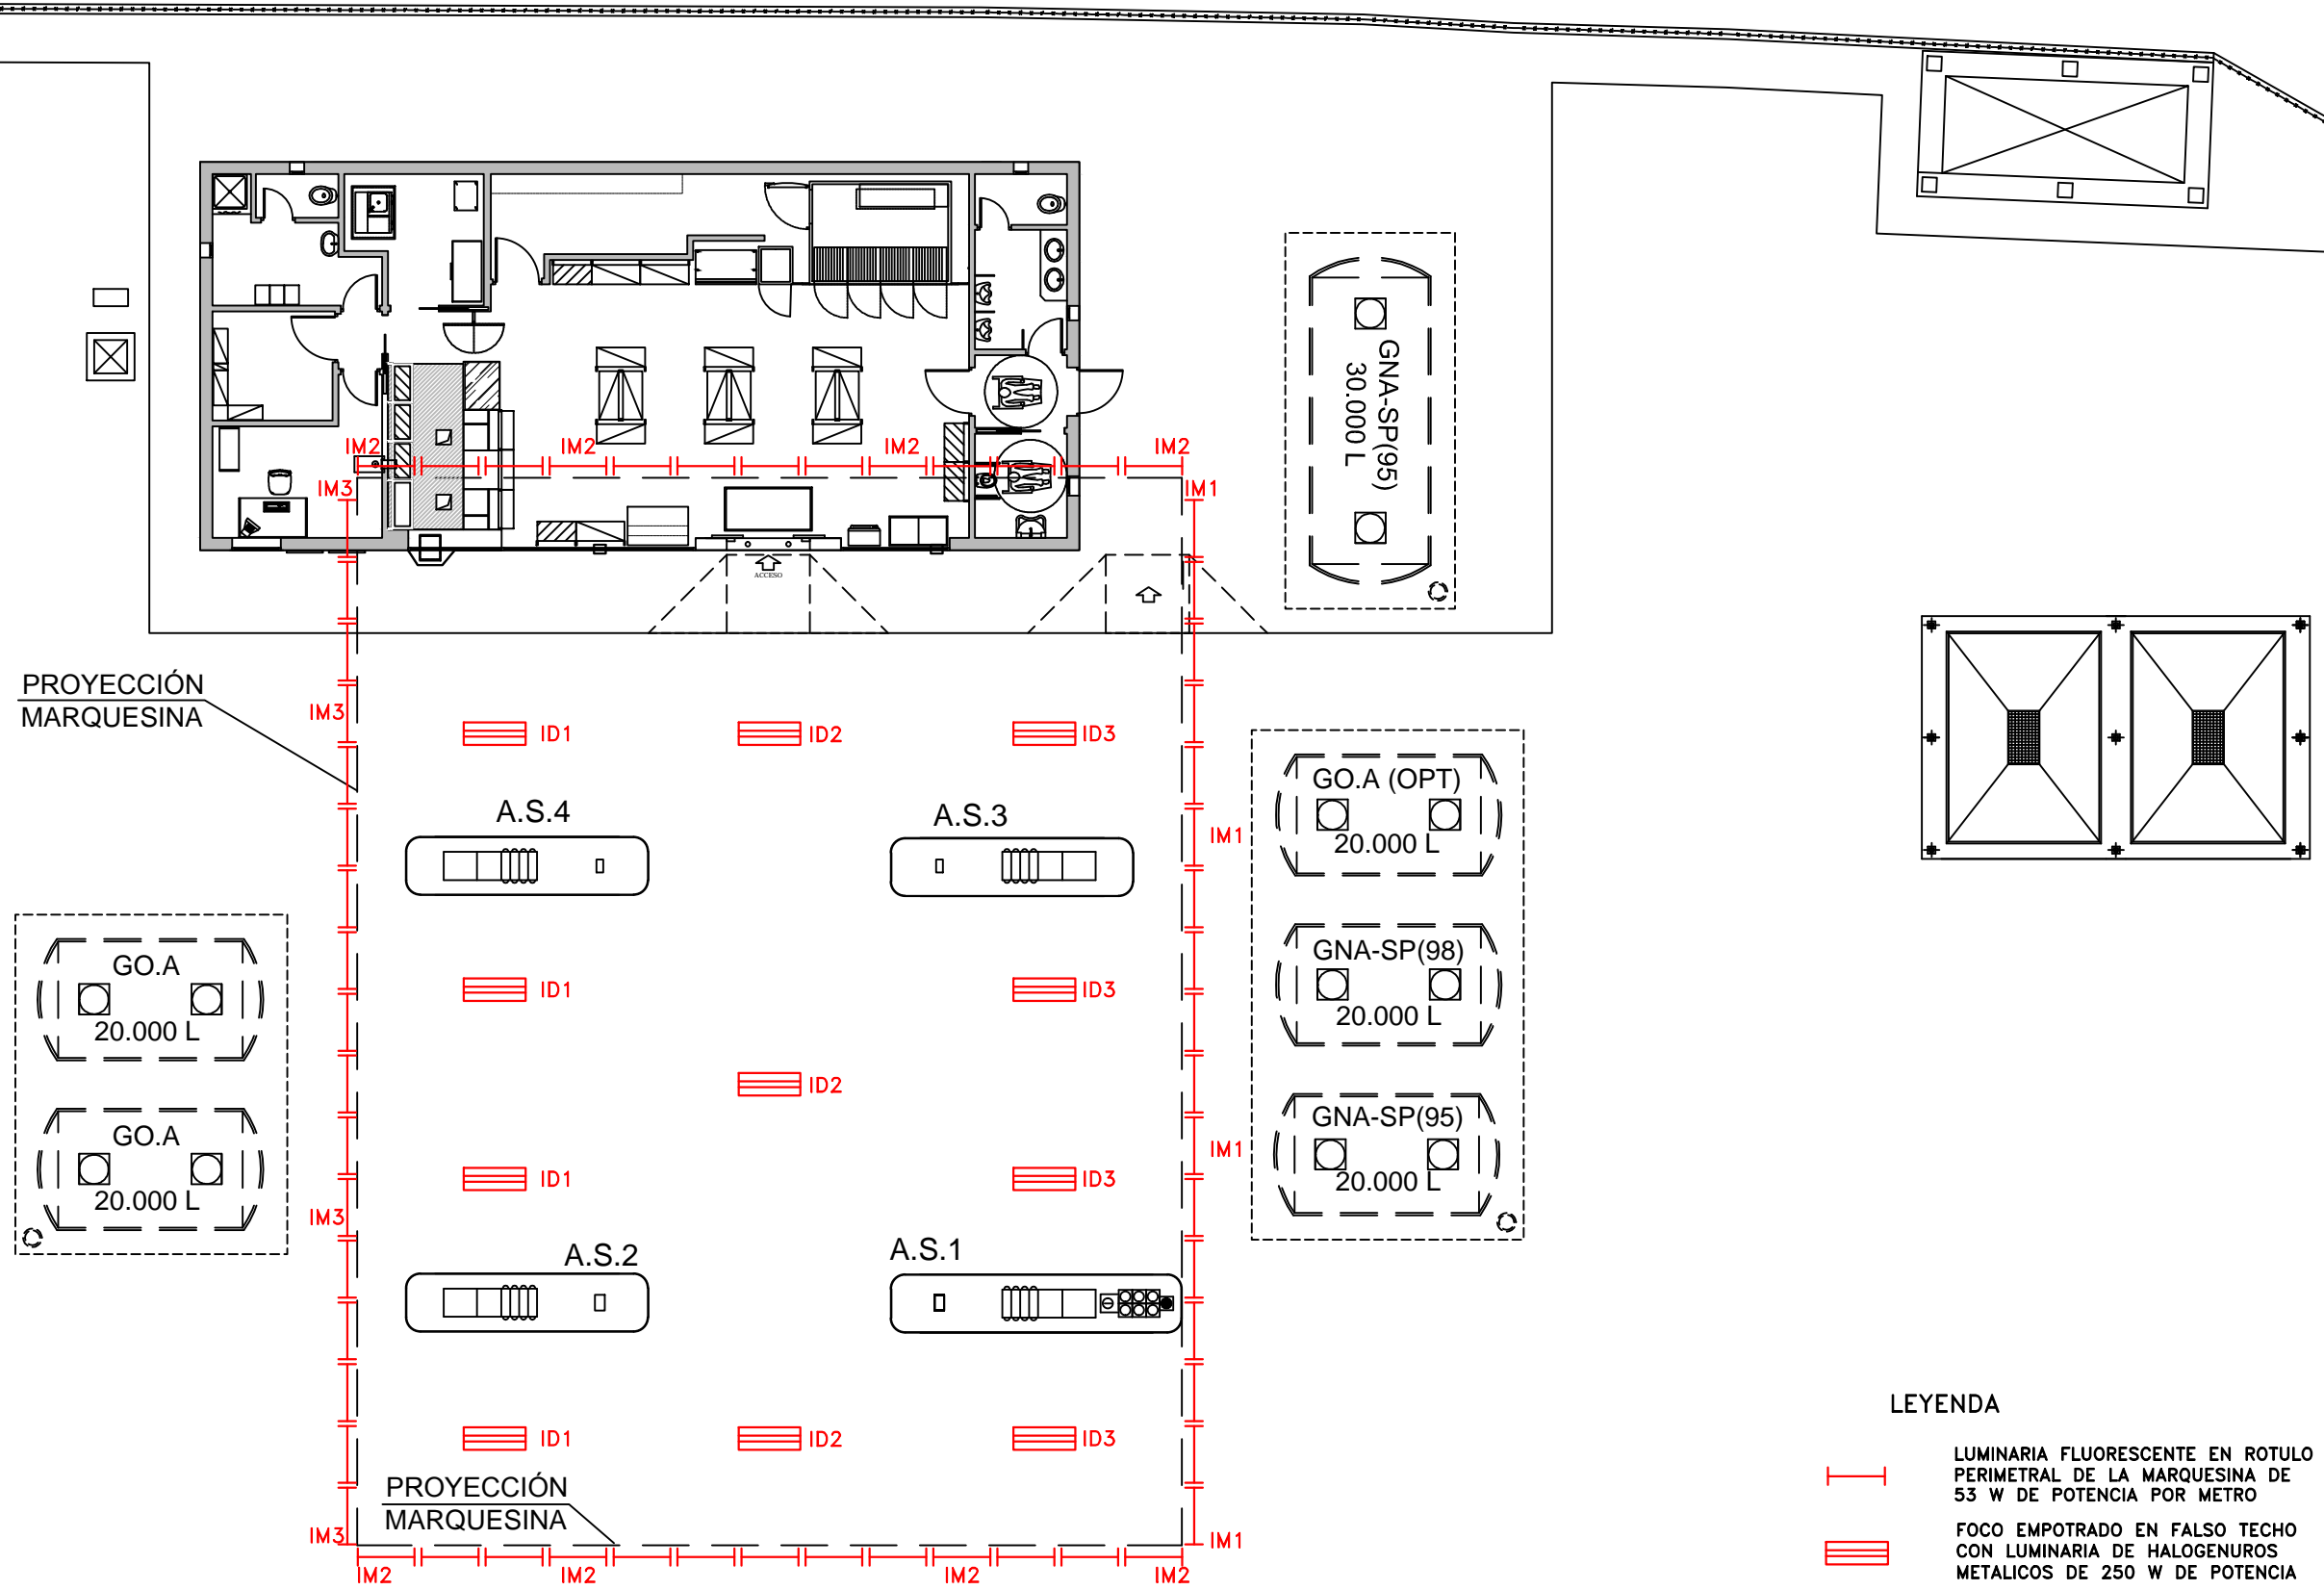 IM2
IM2
IM2
IM2
IM3
IM1
ACCESO
GNA-SP(95)
30.000 L
PROYECCIÓN
MARQUESINA
IM3
ID1
ID2
ID3
A.S.4
A.S.3
IM1
GO.A (OPT)
20.000 L
GO.A
20.000 L
ID1
ID3
GNA-SP(98)
20.000 L
ID2
GO.A
20.000 L
ID1
ID3
IM1
GNA-SP(95)
20.000 L
IM3
A.S.2
A.S.1
ID1
ID2
ID3
PROYECCIÓN
MARQUESINA
IM3
IM1
IM2
IM2
IM2
IM2
LEYENDA
LUMINARIA FLUORESCENTE EN ROTULO
PERIMETRAL DE LA MARQUESINA DE
53 W DE POTENCIA POR METRO
FOCO EMPOTRADO EN FALSO TECHO
CON LUMINARIA DE HALOGENUROS
METALICOS DE 250 W DE POTENCIA